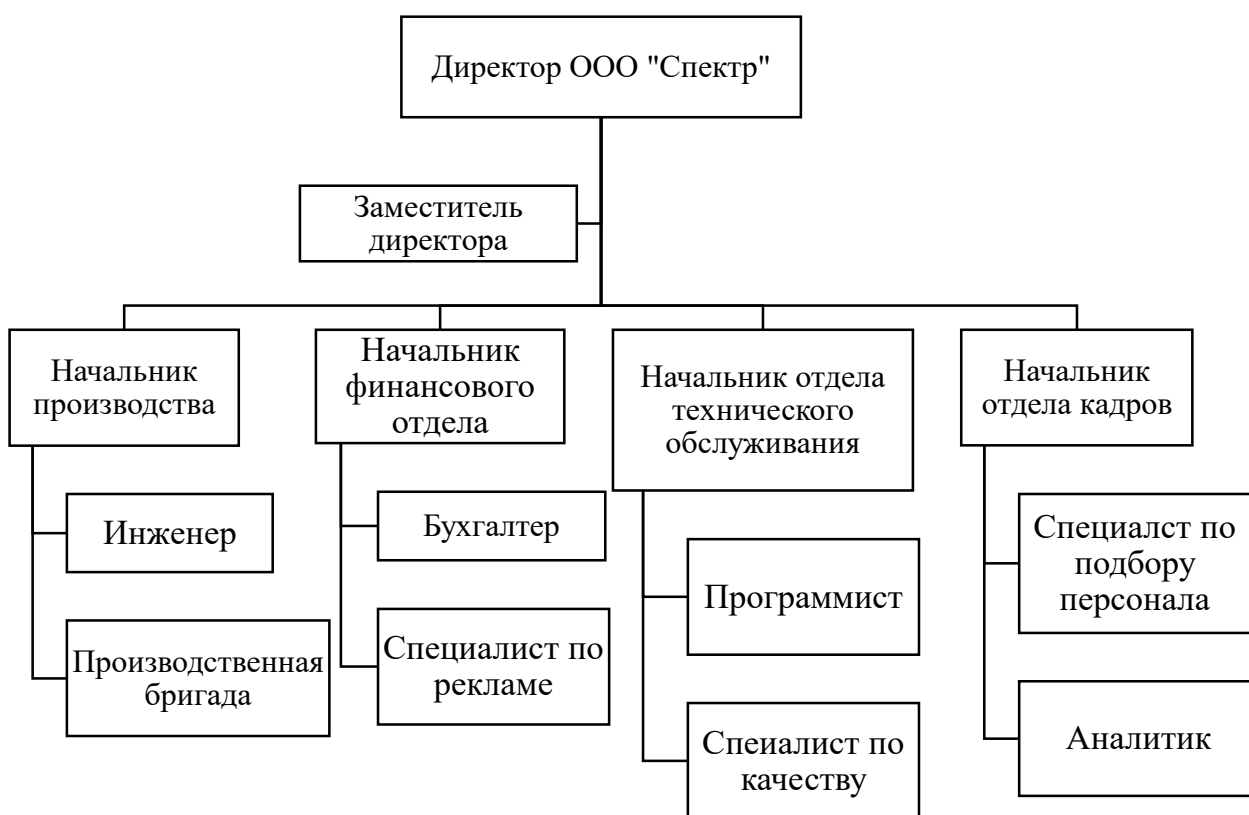 Директор ООО "Спектр"
Заместитель
директора
Начальник
производства
Начальник
финансового
отдела
Начальник отдела
технического
обслуживания
Начальник
отдела кадров
Инженер
Производственная
бригада
Бухгалтер
Специалист по
рекламе
Программист
Спеиалист по
качеству
Специалст по
подбору
персонала
Аналитик